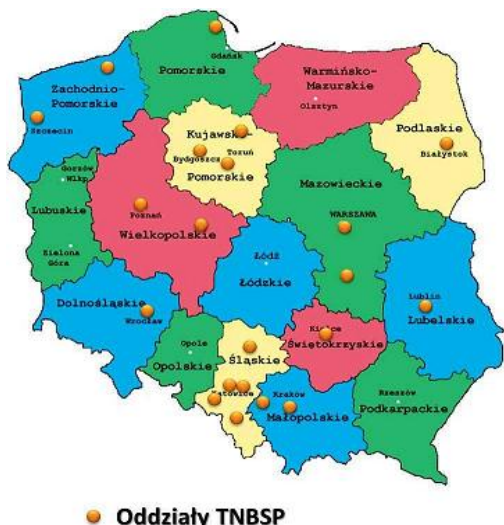 Pomorskie
Gdańsk
Zachodnio-
Pomorskie
Szczecin
Warmińsko-
Mazurskie
Olsztyn
Podlaskie
Białystok
Kujawsko-
Bydgoszcz
Toruń
Pomorskie
Gorzów
Wlkp
Lubuskie
Zielona
Góra
Poznań
Wielkopolskie
Mazowieckie
WARSZAWA
Łódź
Łódzkie
Dolnośląskie
Wrocław
Lublin
Lubelskie
Opole
Opolskie
Śląskie
Katowice
Kielce
Świętokrzyskie
Kraków
Małopolskie
Rzeszów
Podkarpackie
Oddziały TNBSP